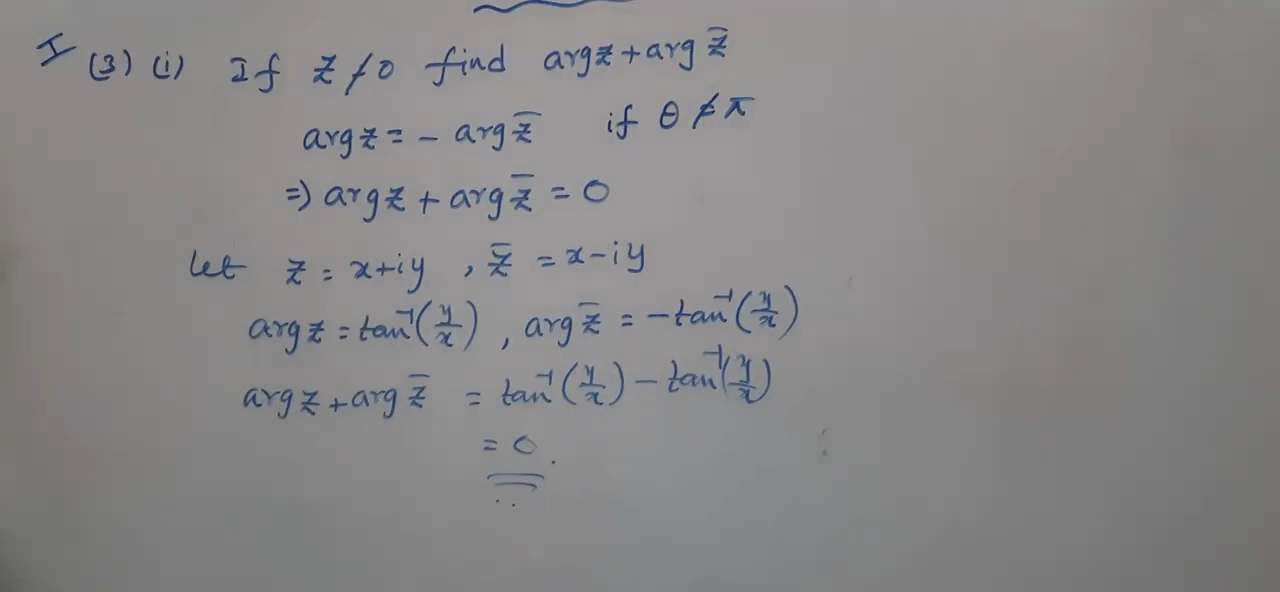 I (3) (i) If z ≠ 0 find arg z + arg z̄
arg z = - arg z̄ if θ ≠ π
=) arg z + arg z̄ = 0
let z = x+iy , z̄ = x-iy
arg z = tan⁻¹(y/x) , arg z̄ = -tan⁻¹(y/x)
arg z + arg z̄ = tan⁻¹(y/x) - tan⁻¹(y/x)
= 0.